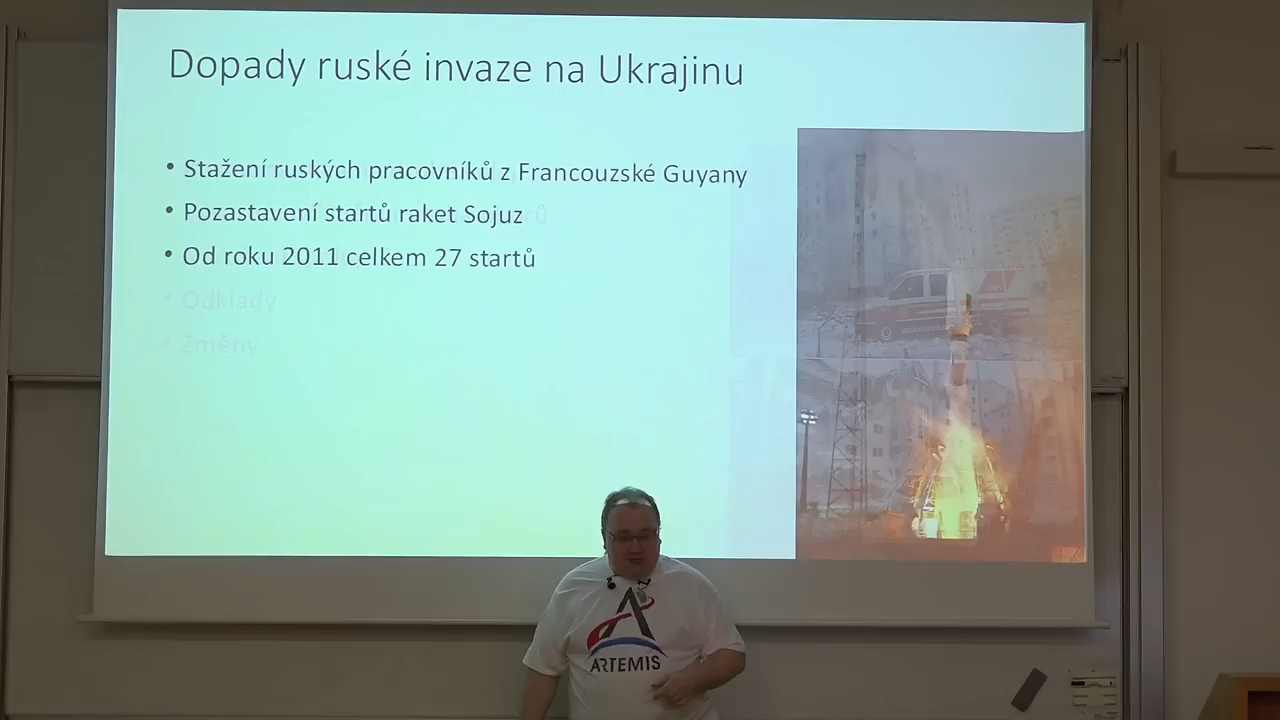 Dopady ruské invaze na Ukrajinu
• Stažení ruských pracovníků z Francouzské Guyany
• Pozastavení startů raket Sojuz
• Od roku 2011 celkem 27 startů
• Odklady
• Změny
ARTEMIS